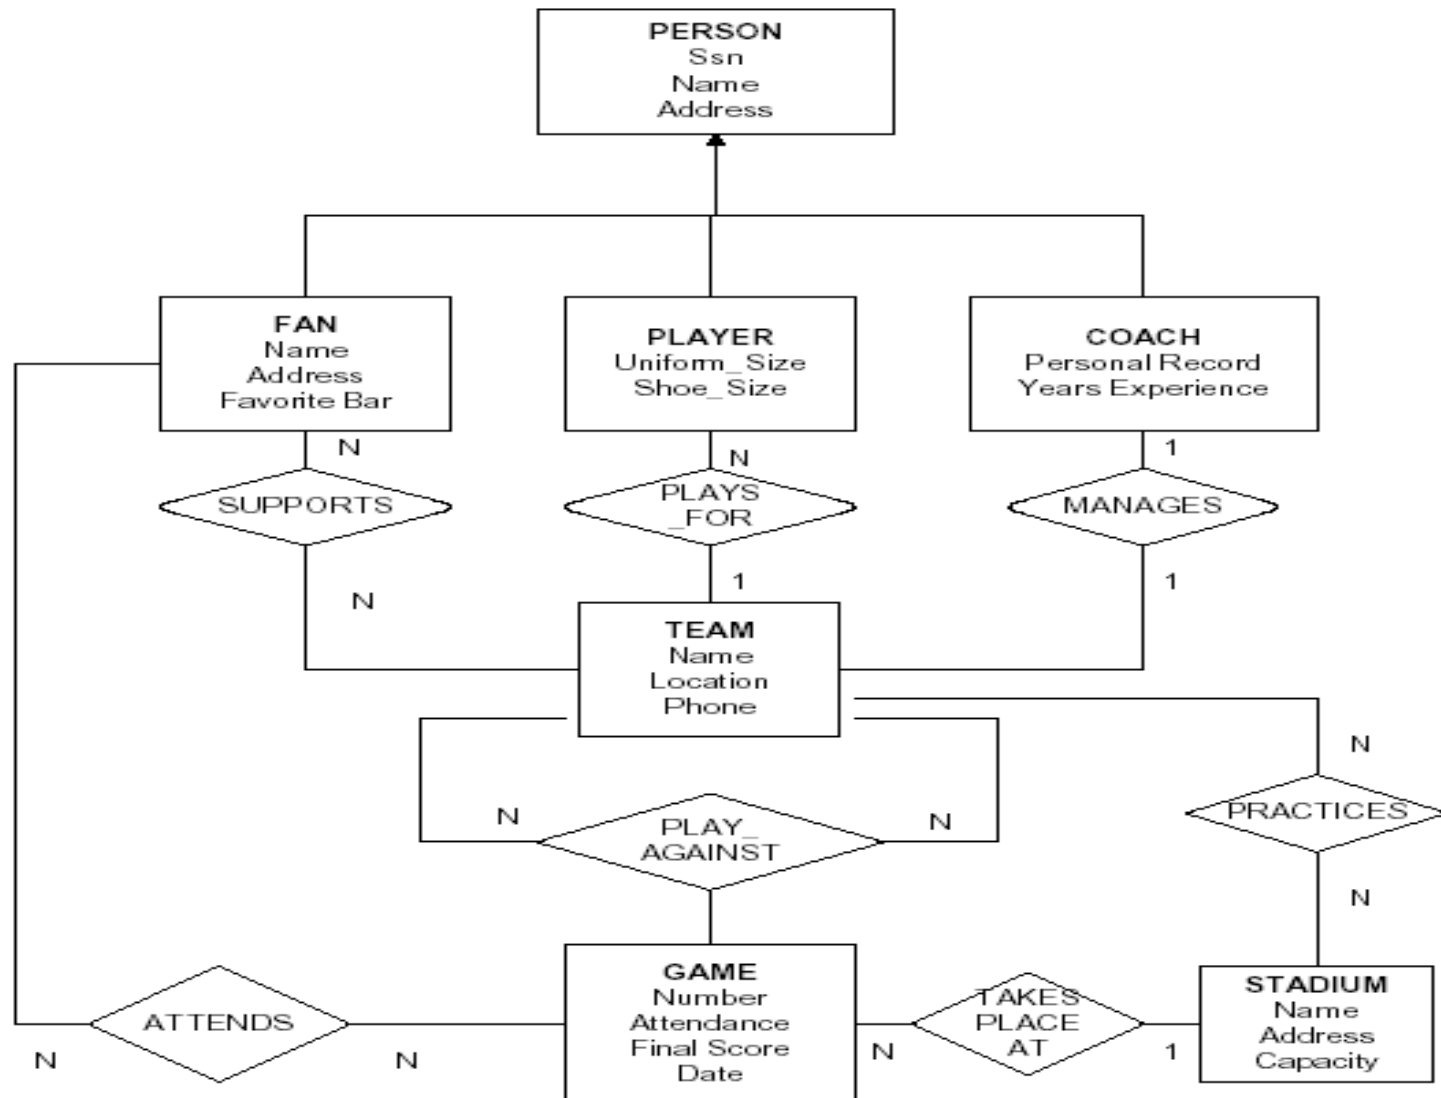 PERSON
Ssn
Name
Address
FAN
Name
Address
Favorite Bar
PLAYER
Uniform_Size
Shoe_Size
COACH
Personal Record
Years Experience
N
N
1
SUPPORTS
PLAYS
_FOR
MANAGES
N
1
1
TEAM
Name
Location
Phone
N
N
N
PLAY_
AGAINST
PRACTICES
N
GAME
Number
Attendance
Final Score
Date
ATTENDS
N
N
TAKES
PLACE
AT
N
1
STADIUM
Name
Address
Capacity